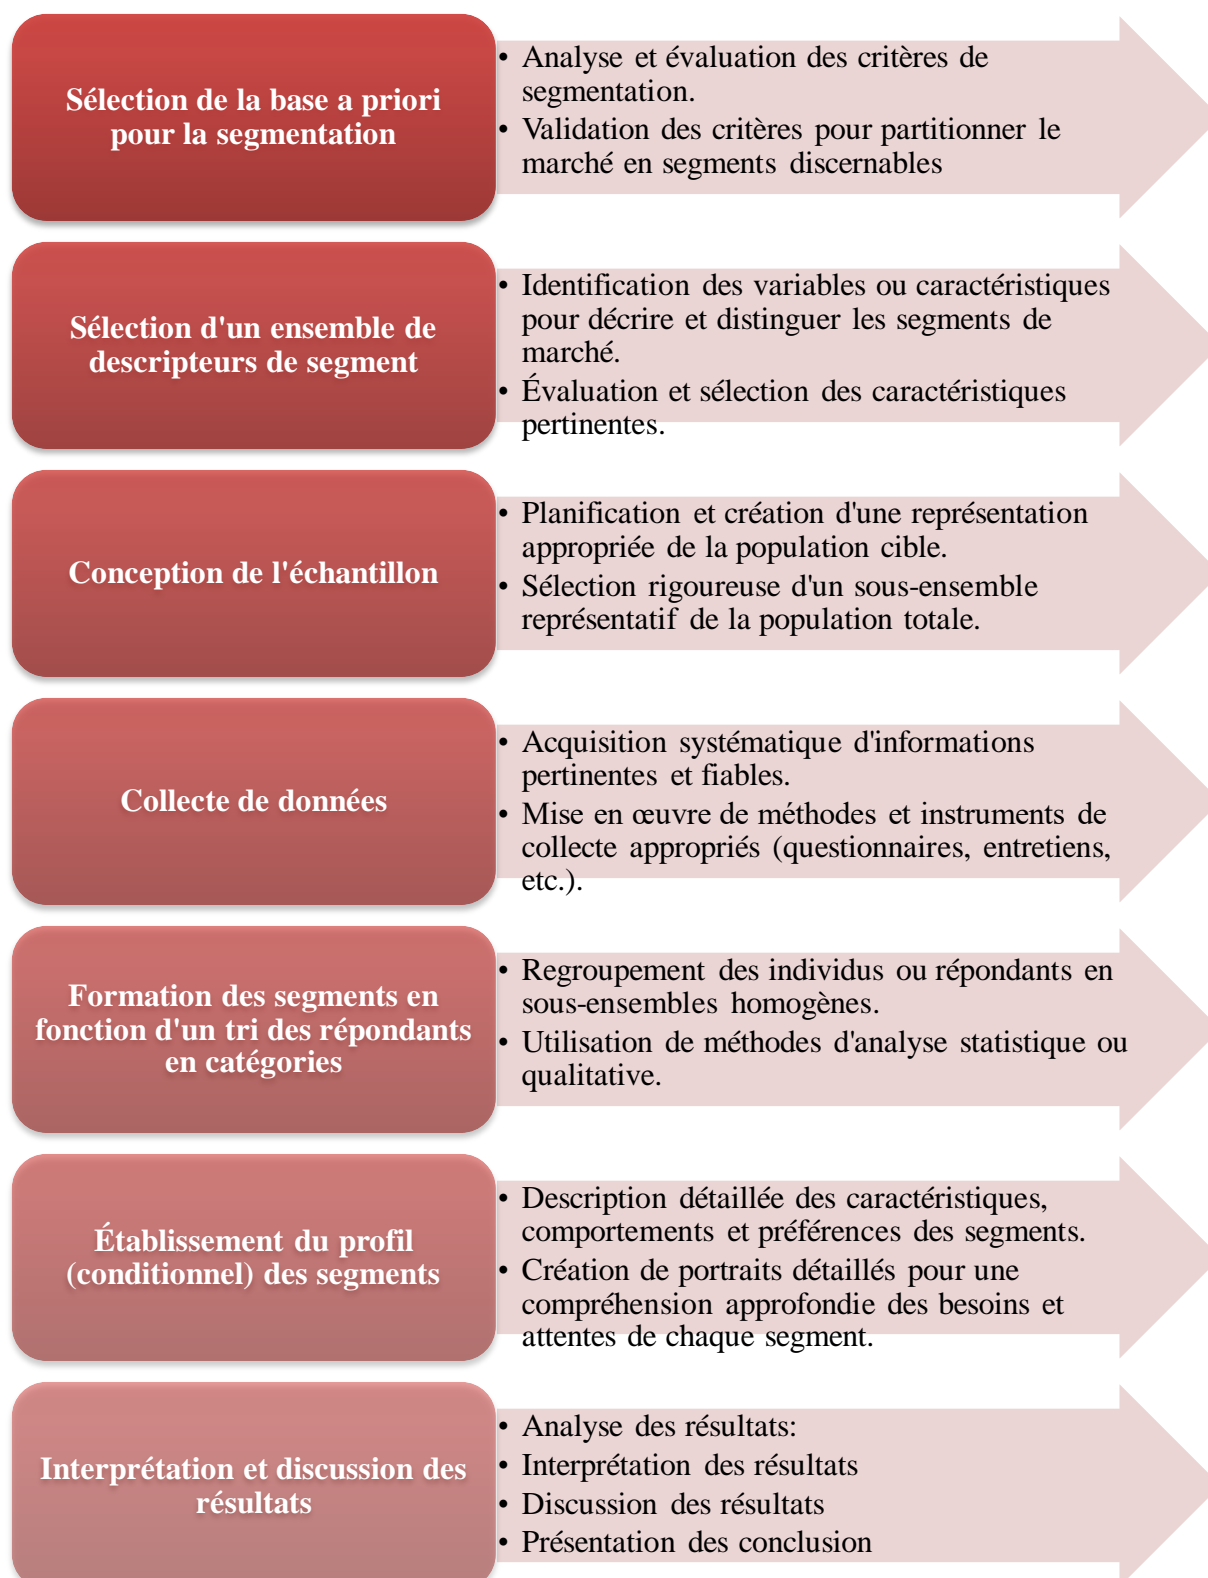 Sélection de la base a priori
pour la segmentation
• Analyse et évaluation des critères de
segmentation.
• Validation des critères pour partitionner le
marché en segments discernables
Sélection d'un ensemble de
descripteurs de segment
• Identification des variables ou caractéristiques
pour décrire et distinguer les segments de
marché.
• Évaluation et sélection des caractéristiques
pertinentes.
Conception de l'échantillon
• Planification et création d'une représentation
appropriée de la population cible.
• Sélection rigoureuse d'un sous-ensemble
représentatif de la population totale.
Collecte de données
• Acquisition systématique d'informations
pertinentes et fiables.
• Mise en œuvre de méthodes et instruments de
collecte appropriés (questionnaires, entretiens,
etc.).
Formation des segments en
fonction d'un tri des répondants
en catégories
• Regroupement des individus ou répondants en
sous-ensembles homogènes.
• Utilisation de méthodes d'analyse statistique ou
qualitative.
Établissement du profil
(conditionnel) des segments
• Description détaillée des caractéristiques,
comportements et préférences des segments.
• Création de portraits détaillés pour une
compréhension approfondie des besoins et
attentes de chaque segment.
Interprétation et discussion des
résultats
• Analyse des résultats:
• Interprétation des résultats
• Discussion des résultats
• Présentation des conclusion